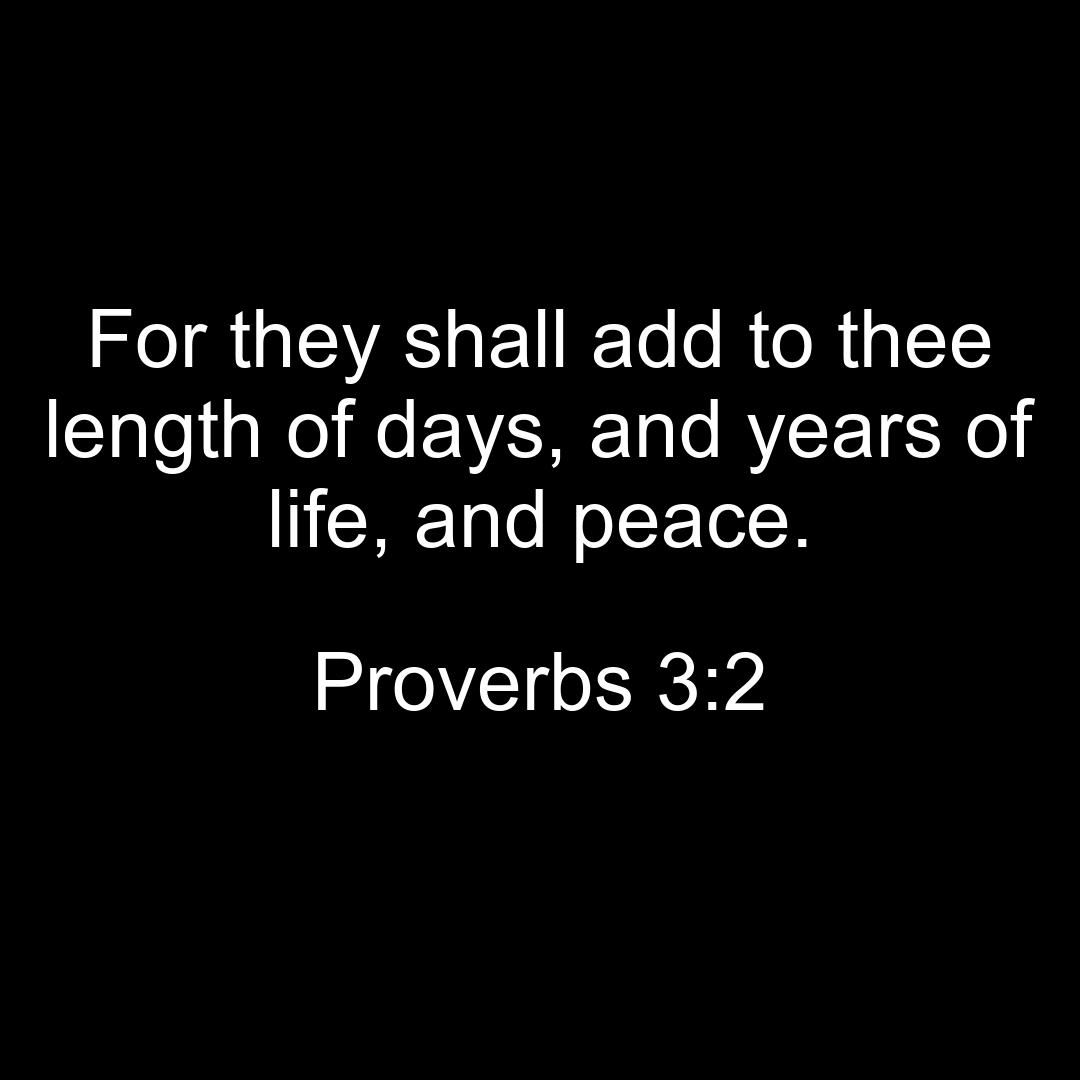 For they shall add to thee
length of days, and years of
life, and peace.
Proverbs 3:2